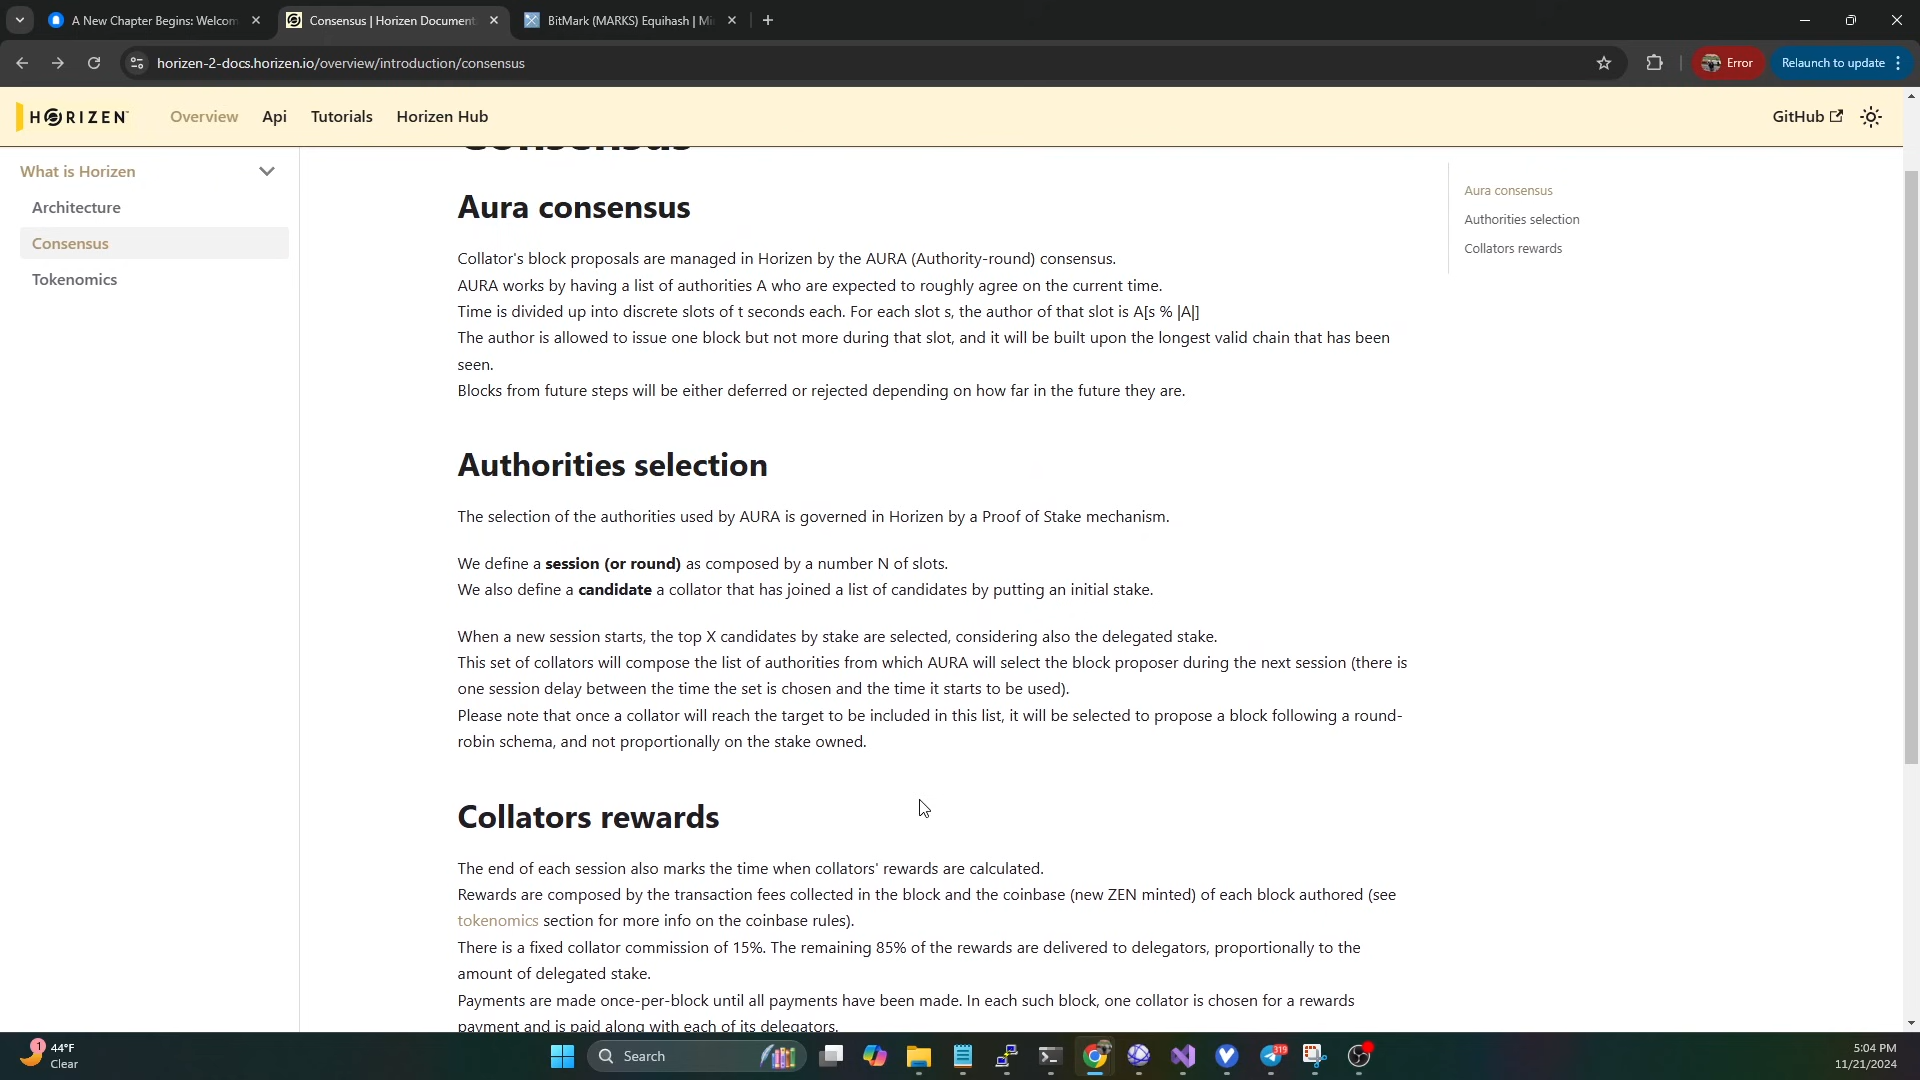 A New Chapter Begins: Welcom
Consensus | Horizen Document
BitMark (MARKS) Equihash | Mi
horizen-2-docs.horizen.io/overview/introduction/consensus
Error
Relaunch to update
HORIZEN
Overview
Api
Tutorials
Horizen Hub
GitHub
What is Horizen
Architecture
Consensus
Tokenomics
Consensus
Aura consensus
Collator's block proposals are managed in Horizen by the AURA (Authority-round) consensus.
AURA works by having a list of authorities A who are expected to roughly agree on the current time.
Time is divided up into discrete slots of t seconds each. For each slot s, the author of that slot is A[s % |A|]
The author is allowed to issue one block but not more during that slot, and it will be built upon the longest valid chain that has been
seen.
Blocks from future steps will be either deferred or rejected depending on how far in the future they are.
Authorities selection
The selection of the authorities used by AURA is governed in Horizen by a Proof of Stake mechanism.
We define a session (or round) as composed by a number N of slots.
We also define a candidate a collator that has joined a list of candidates by putting an initial stake.
When a new session starts, the top X candidates by stake are selected, considering also the delegated stake.
This set of collators will compose the list of authorities from which AURA will select the block proposer during the next session (there is
one session delay between the time the set is chosen and the time it starts to be used).
Please note that once a collator will reach the target to be included in this list, it will be selected to propose a block following a round-
robin schema, and not proportionally on the stake owned.
Collators rewards
The end of each session also marks the time when collators' rewards are calculated.
Rewards are composed by the transaction fees collected in the block and the coinbase (new ZEN minted) of each block authored (see
tokenomics section for more info on the coinbase rules).
There is a fixed collator commission of 15%. The remaining 85% of the rewards are delivered to delegators, proportionally to the
amount of delegated stake.
Payments are made once-per-block until all payments have been made. In each such block, one collator is chosen for a rewards
payment and is paid along with each of its delegators.
Aura consensus
Authorities selection
Collators rewards
1
44°F
Clear
Search
319
5:04 PM
11/21/2024